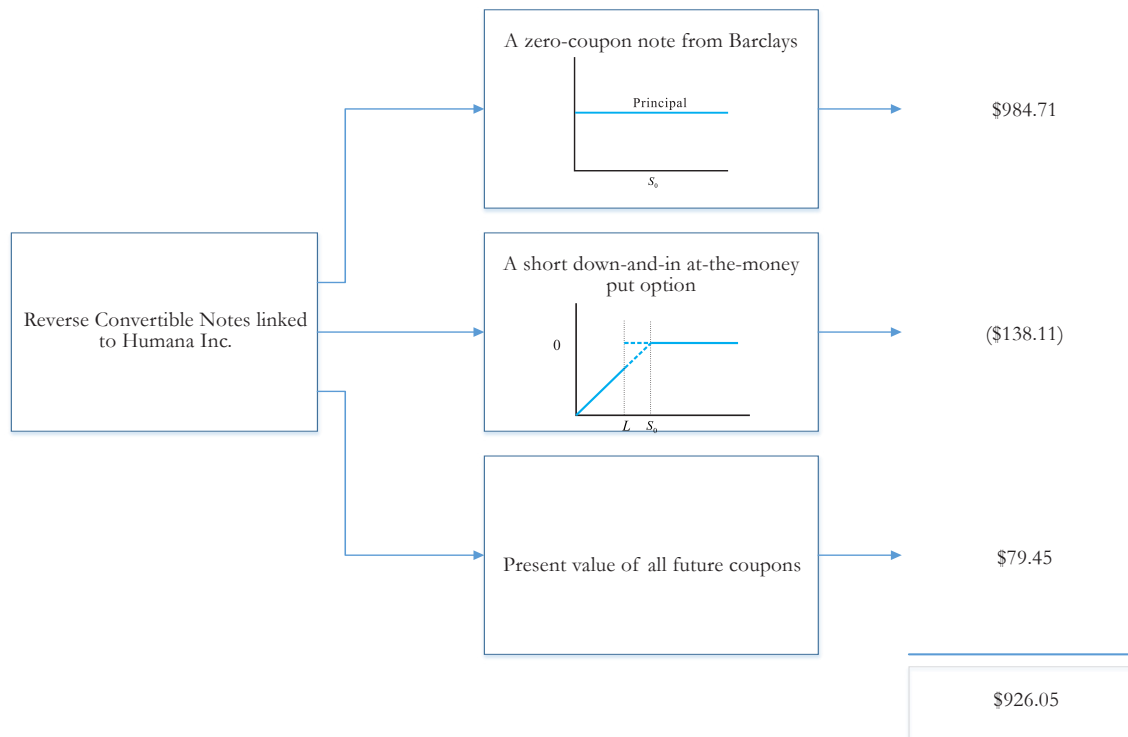 A zero-coupon note from Barclays
Principal
S₀
$984.71
Reverse Convertible Notes linked
to Humana Inc.
A short down-and-in at-the-money
put option
0
L S₀
($138.11)
Present value of all future coupons
$79.45
$926.05